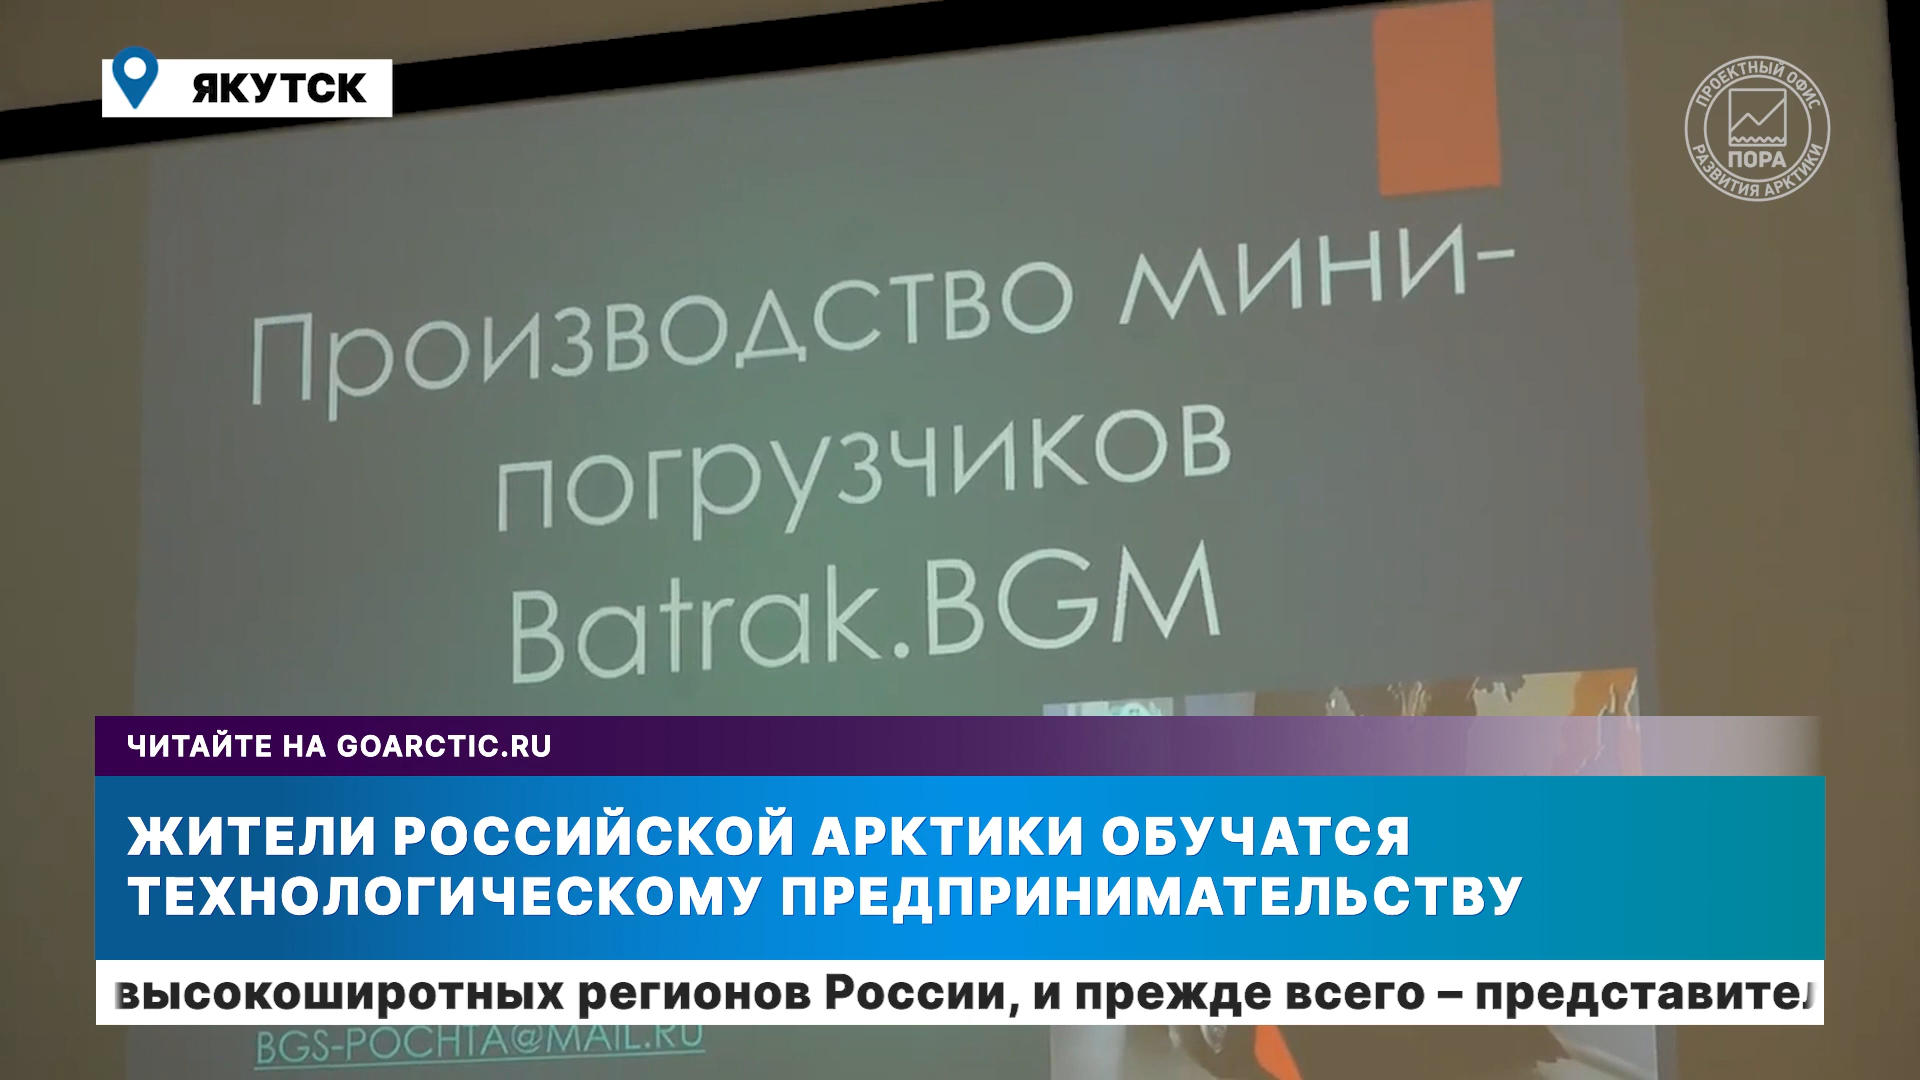 ЯКУТСК
ПРОЕКТНЫЙ ОФИС
ПОРА
РАЗВИТИЯ АРКТИКИ
Производство мини-
погрузчиков
Batrak.BGM
ЧИТАЙТЕ НА GOARCTIC.RU
ЖИТЕЛИ РОССИЙСКОЙ АРКТИКИ ОБУЧАТСЯ
ТЕХНОЛОГИЧЕСКОМУ ПРЕДПРИНИМАТЕЛЬСТВУ
высокоширотных регионов России, и прежде всего – представител
BGS-POCHTA@MAIL.RU